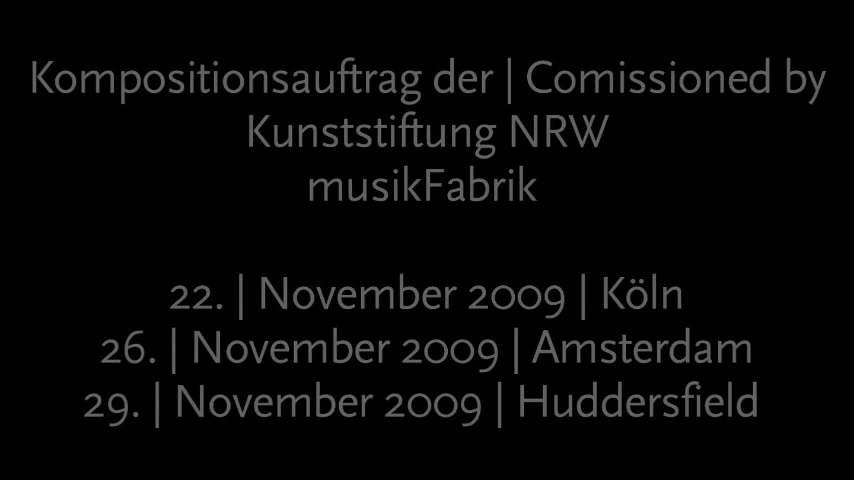 Kompositionsauftrag der | Comissioned by
Kunststiftung NRW
musikFabrik
22. | November 2009 | Köln
26. | November 2009 | Amsterdam
29. | November 2009 | Huddersfield